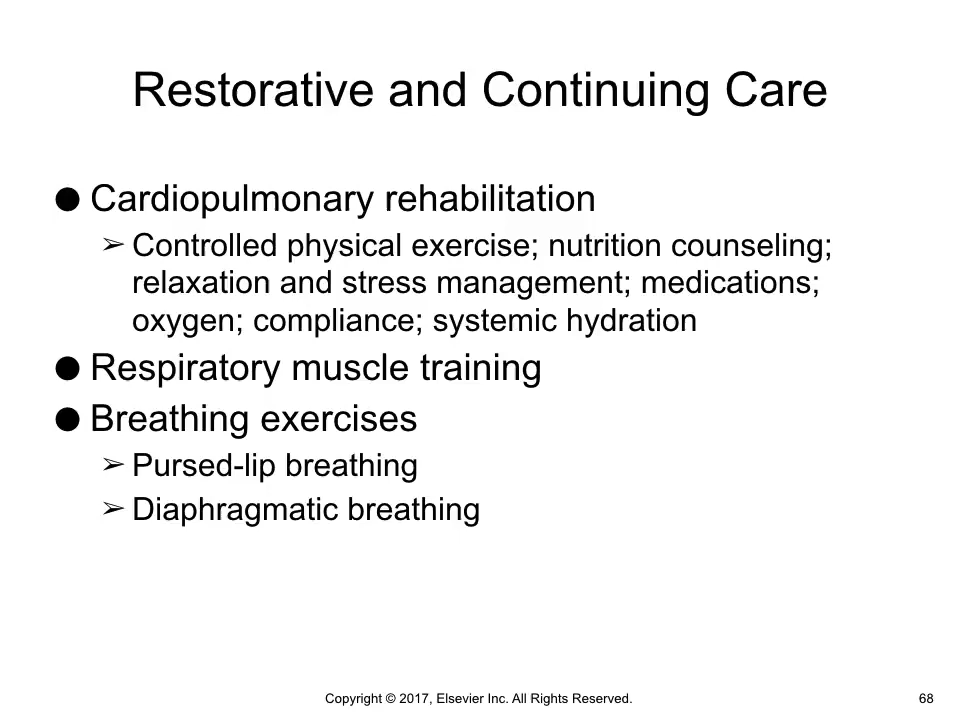 Restorative and Continuing Care
● Cardiopulmonary rehabilitation
➢ Controlled physical exercise; nutrition counseling;
relaxation and stress management; medications;
oxygen; compliance; systemic hydration
● Respiratory muscle training
● Breathing exercises
➢ Pursed-lip breathing
➢ Diaphragmatic breathing
Copyright © 2017, Elsevier Inc. All Rights Reserved. 68